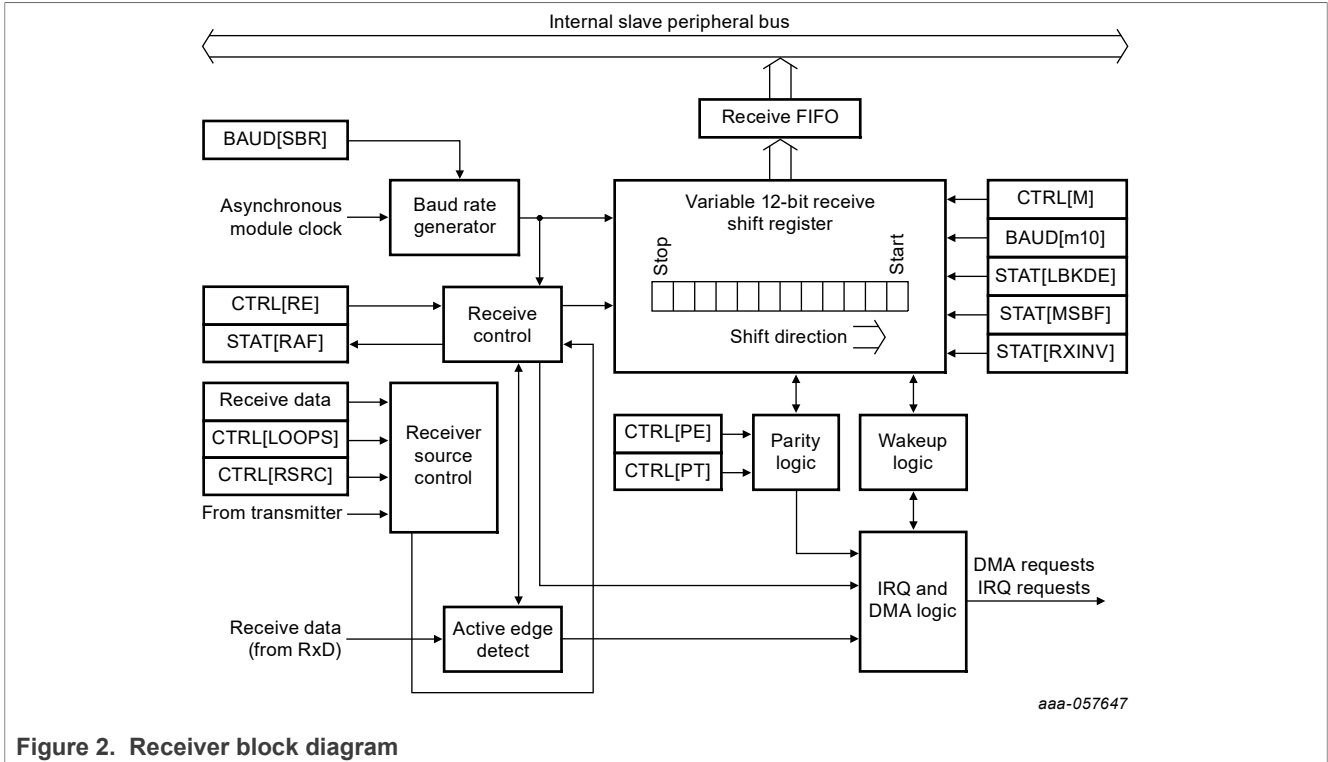 Internal slave peripheral bus
Receive FIFO
BAUD[SBR]
Asynchronous
module clock
Baud rate
generator
Variable 12-bit receive
shift register
Stop
Start
Shift direction
CTRL[M]
BAUD[m10]
STAT[LBKDE]
STAT[MSBF]
STAT[RXINV]
CTRL[RE]
STAT[RAF]
Receive
control
Receive data
CTRL[LOOPS]
CTRL[RSRC]
From transmitter
Receiver
source
control
CTRL[PE]
CTRL[PT]
Parity
logic
Wakeup
logic
Receive data
(from RxD)
Active edge
detect
IRQ and
DMA logic
DMA requests
IRQ requests
aaa-057647
Figure 2. Receiver block diagram